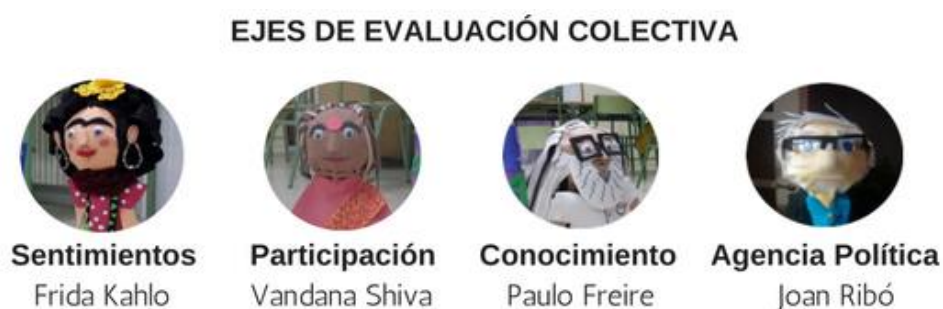 EJES DE EVALUACIÓN COLECTIVA
Sentimientos
Frida Kahlo
Participación
Vandana Shiva
Conocimiento
Paulo Freire
Agencia Política
Joan Ribó